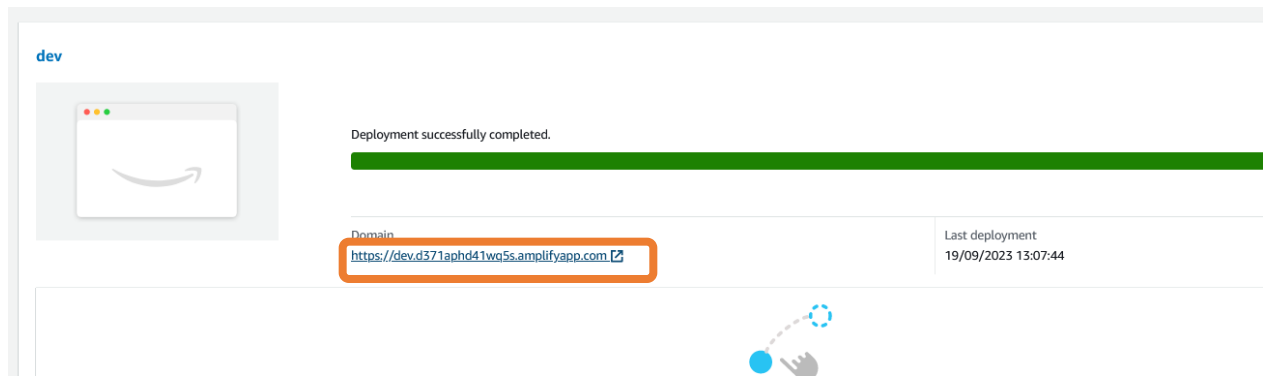 dev
Deployment successfully completed.
Domain
https://dev.d371aphd41wq5s.amplifyapp.com
Last deployment
19/09/2023 13:07:44